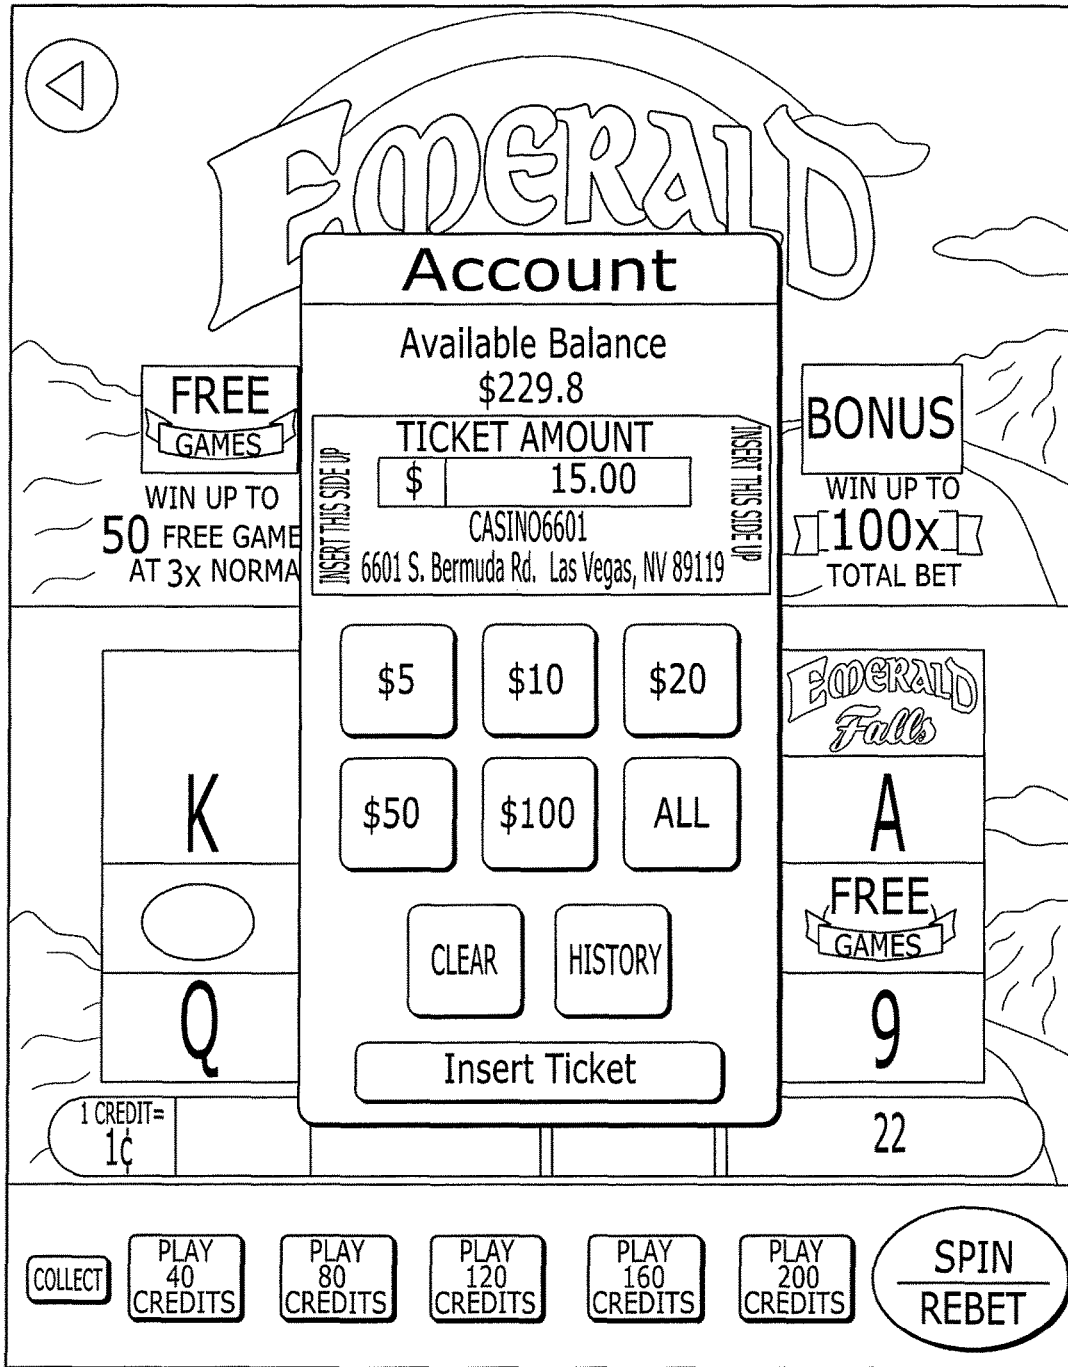 EMERALD
Account
Available Balance
$229.8
FREE
GAMES
WIN UP TO
50 FREE GAME
AT 3x NORMA
BONUS
WIN UP TO
100x
TOTAL BET
INSERT THIS SIDE UP
TICKET AMOUNT
$ 15.00
CASINO6601
6601 S. Bermuda Rd. Las Vegas, NV 89119
INSERT THIS SIDE UP
$5 $10 $20
$50 $100 ALL
CLEAR HISTORY
Insert Ticket
K
Q
EMERALD
Falls
A
FREE
GAMES
9
1 CREDIT=
1¢
22
COLLECT
PLAY
40
CREDITS
PLAY
80
CREDITS
PLAY
120
CREDITS
PLAY
160
CREDITS
PLAY
200
CREDITS
SPIN
REBET